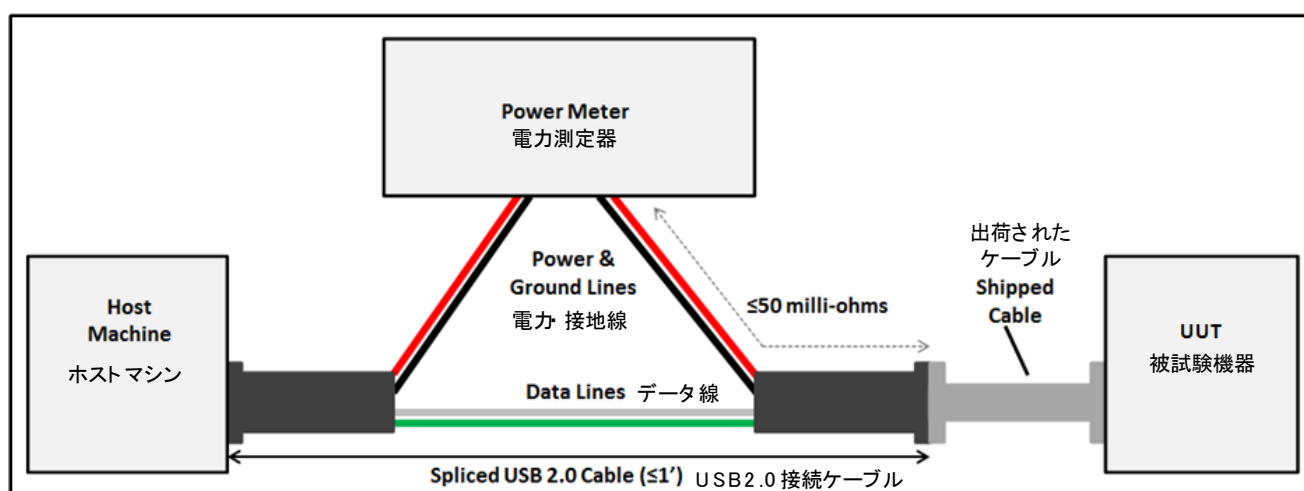 Power Meter
電力測定器
Host
Machine
ホストマシン
Power &
Ground Lines
電力・接地線
≤50 milli-ohms
出荷された
ケーブル
Shipped
Cable
UUT
被試験機器
Data Lines データ線
Spliced USB 2.0 Cable (≤1') USB2.0 接続ケーブル